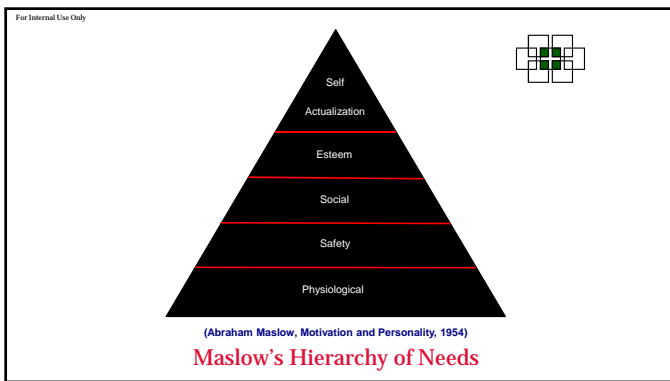 For Internal Use Only
Self
Actualization
Esteem
Social
Safety
Physiological
(Abraham Maslow, Motivation and Personality, 1954)
Maslow’s Hierarchy of Needs